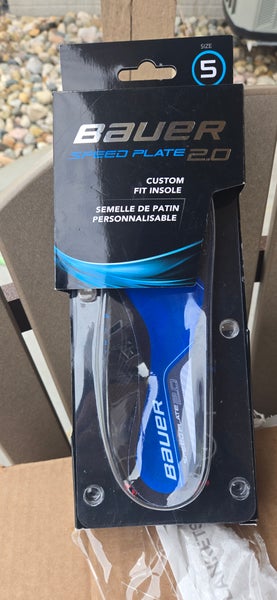 SIZE
5
BAUER
SPEED PLATE 2.0
CUSTOM
FIT INSOLE
SEMELLE DE PATIN
PERSONNALISABLE
BAUER
SPEED PLATE 2.0